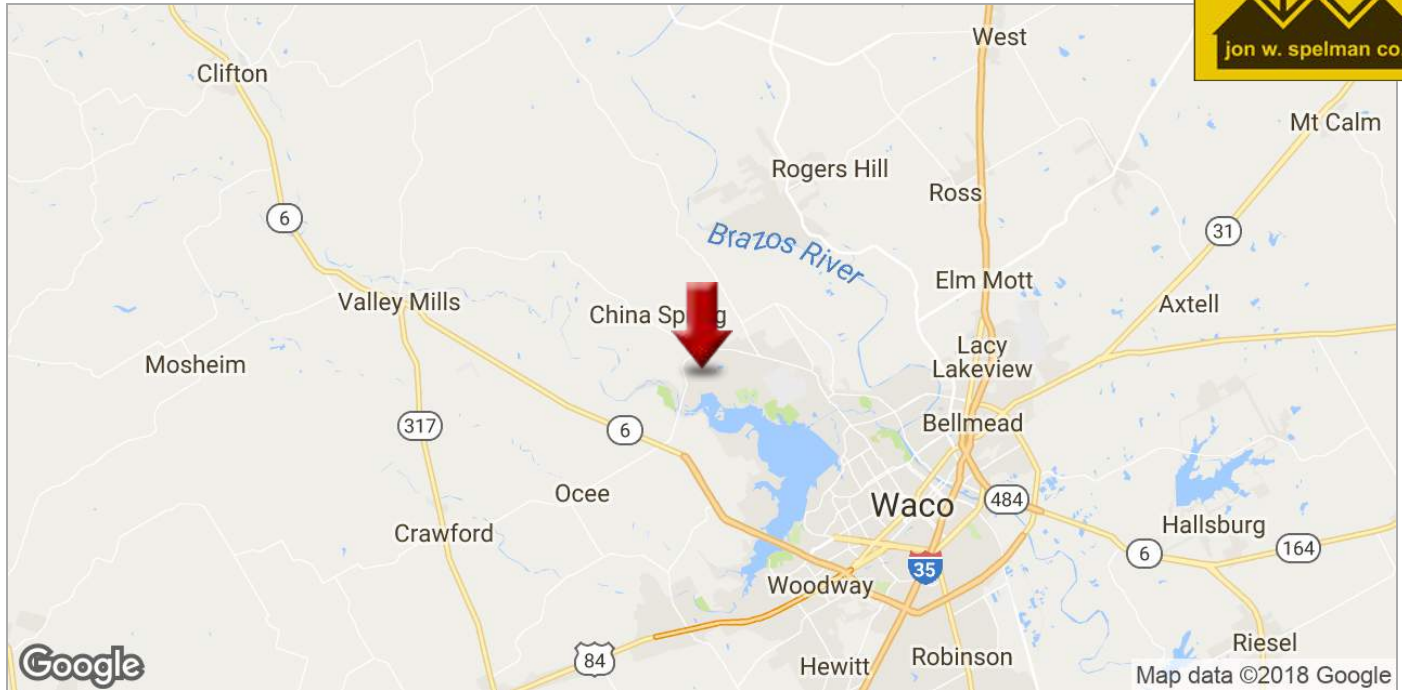 jon w. spelman co
West
Clifton
Mt Calm
Rogers Hill
Ross
6
31
Brazos River
Elm Mott
Valley Mills
Axtell
China Sp g
Lacy
Lakeview
Mosheim
317
6
Bellmead
Ocee
Waco
484
Hallsburg
Crawford
6
164
35
Woodway
84
Hewitt
Robinson
Riesel
Google
Map data ©2018 Google